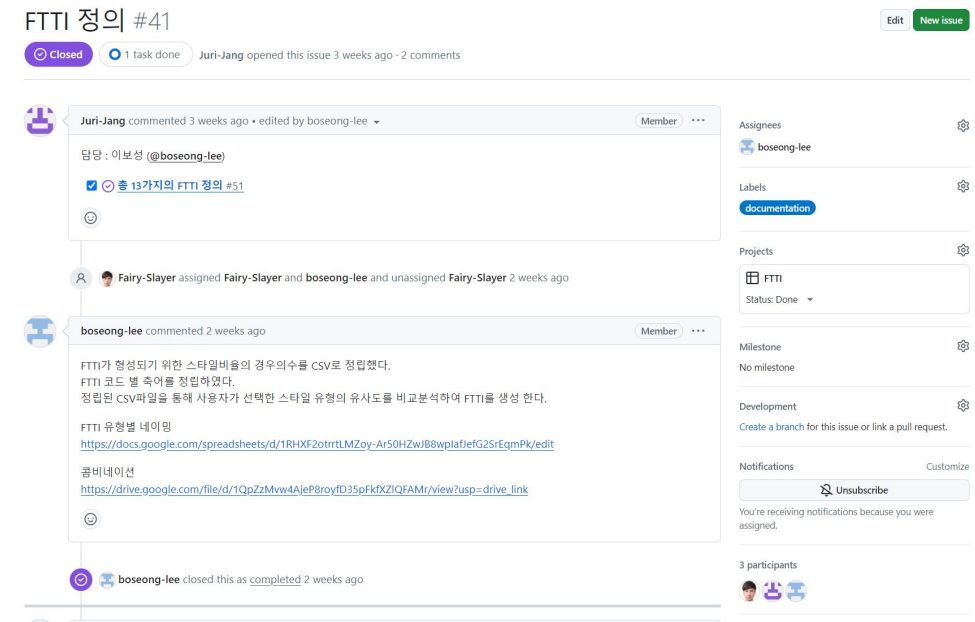 FTTI 정의 #41
Edit
New issue
Closed
1 task done
Juri-Jang opened this issue 3 weeks ago · 2 comments
Juri-Jang commented 3 weeks ago • edited by boseong-lee
Member
담당 : 이보성 (@boseong-lee)
총 13가지의 FTTI 정의 #51
Fairy-Slayer assigned Fairy-Slayer and boseong-lee and unassigned Fairy-Slayer 2 weeks ago
boseong-lee commented 2 weeks ago
Member
FTTI가 형성되기 위한 스타일비율의 경우의수를 CSV로 정립했다.
FTTI 코드 별 축어를 정립하였다.
정립된 CSV파일을 통해 사용자가 선택한 스타일 유형의 유사도를 비교분석하여 FTTI를 생성 한다.
FTTI 유형별 네이밍
https://docs.google.com/spreadsheets/d/1RHXF2otrrtLMZoy-Ar50HZwJB8wpIafJefG2SrEqmPk/edit
콤비네이션
https://drive.google.com/file/d/1QpZzMvw4AjeP8royfD35pFkfXZlQFAMr/view?usp=drive_link
boseong-lee closed this as completed 2 weeks ago
Assignees
boseong-lee
Labels
documentation
Projects
FTTI
Status: Done
Milestone
No milestone
Development
Create a branch for this issue or link a pull request.
Notifications
Customize
Unsubscribe
You're receiving notifications because you were
assigned.
3 participants